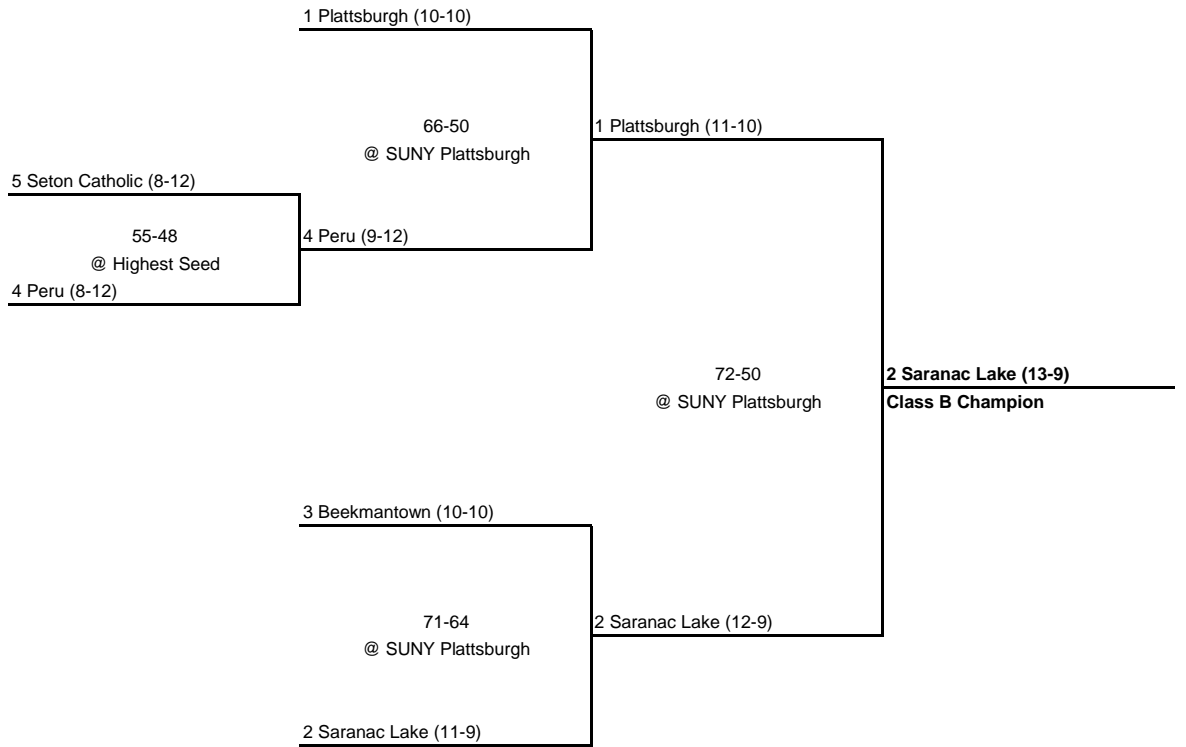 1 Plattsburgh (10-10)
66-50
@ SUNY Plattsburgh
1 Plattsburgh (11-10)
5 Seton Catholic (8-12)
55-48
@ Highest Seed
4 Peru (9-12)
4 Peru (8-12)
72-50
@ SUNY Plattsburgh
2 Saranac Lake (13-9)
Class B Champion
3 Beekmantown (10-10)
71-64
@ SUNY Plattsburgh
2 Saranac Lake (12-9)
2 Saranac Lake (11-9)